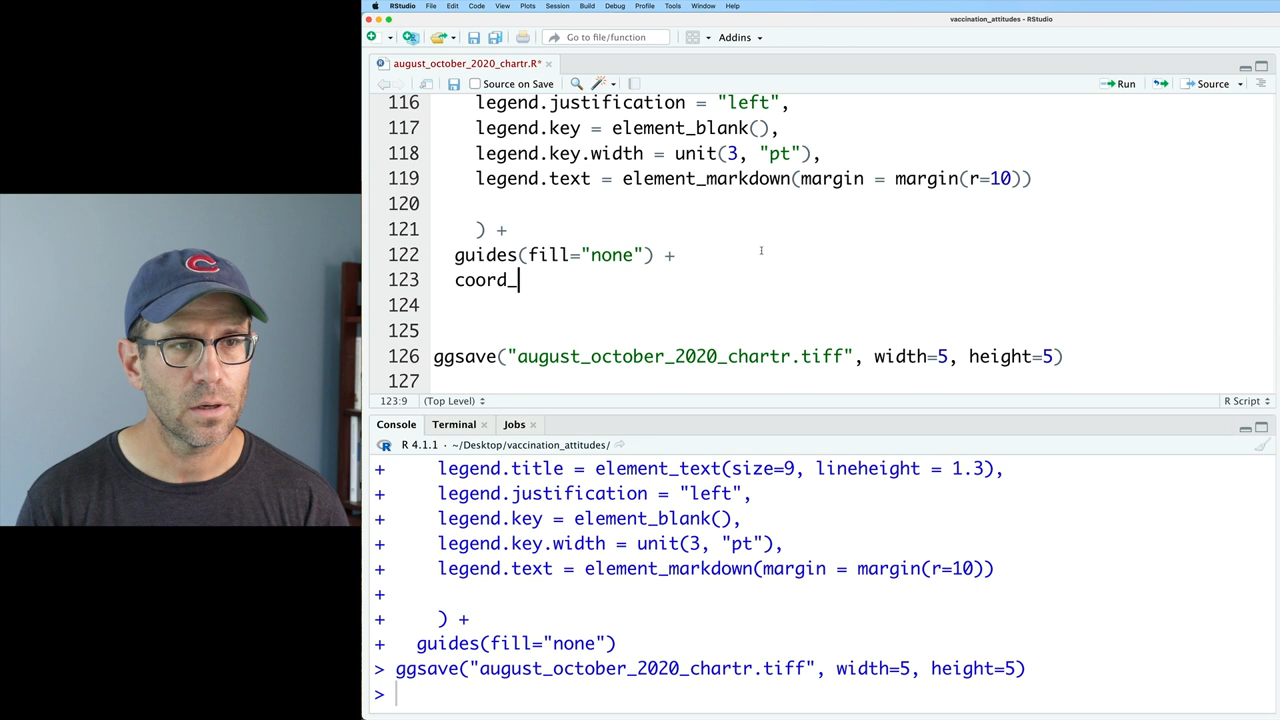 RStudio File Edit Code View Plots Session Build Debug Profile Tools Window Help
vaccination_attitudes - RStudio
Go to file/function Addins
august_october_2020_chartr.R*
Source on Save Run Source
116 legend.justification = "left",
117 legend.key = element_blank(),
118 legend.key.width = unit(3, "pt"),
119 legend.text = element_markdown(margin = margin(r=10))
120
121 ) +
122 guides(fill="none") +
123 coord_
124
125
126 ggsave("august_october_2020_chartr.tiff", width=5, height=5)
127
123:9 (Top Level) R Script
Console Terminal Jobs
R 4.1.1 · ~/Desktop/vaccination_attitudes/
+ legend.title = element_text(size=9, lineheight = 1.3),
+ legend.justification = "left",
+ legend.key = element_blank(),
+ legend.key.width = unit(3, "pt"),
+ legend.text = element_markdown(margin = margin(r=10))
+
+ ) +
+ guides(fill="none")
> ggsave("august_october_2020_chartr.tiff", width=5, height=5)
>